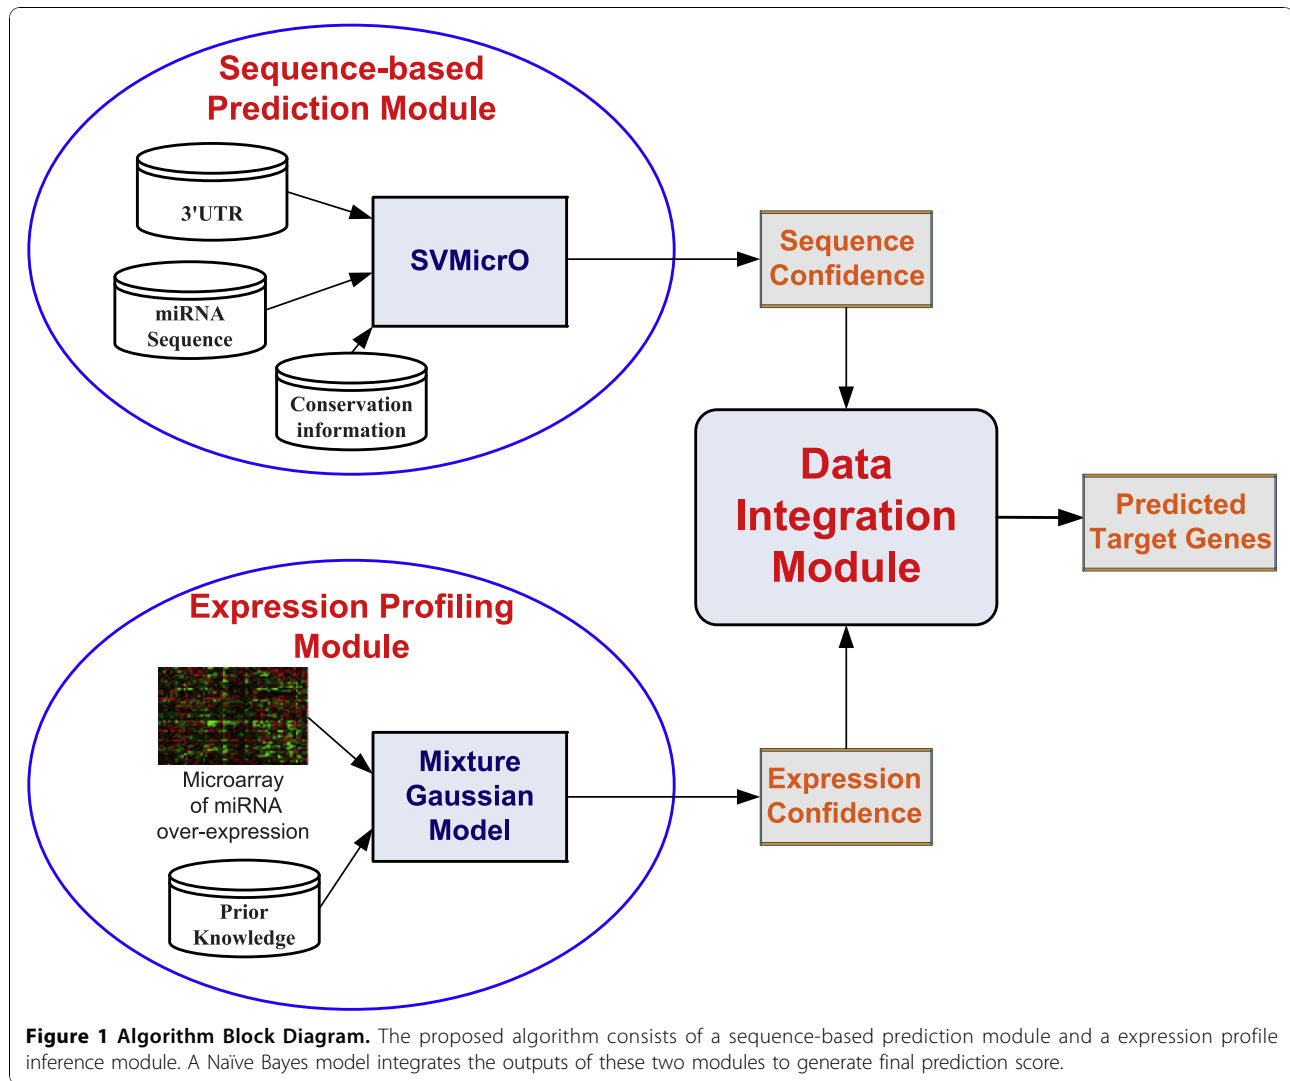 Sequence-based
Prediction Module
3'UTR
miRNA
Sequence
Conservation
information
SVMicrO
Sequence
Confidence
Data
Integration
Module
Predicted
Target Genes
Expression Profiling
Module
Microarray
of miRNA
over-expression
Prior
Knowledge
Mixture
Gaussian
Model
Expression
Confidence
Figure 1 Algorithm Block Diagram. The proposed algorithm consists of a sequence-based prediction module and a expression profile
inference module. A Naïve Bayes model integrates the outputs of these two modules to generate final prediction score.